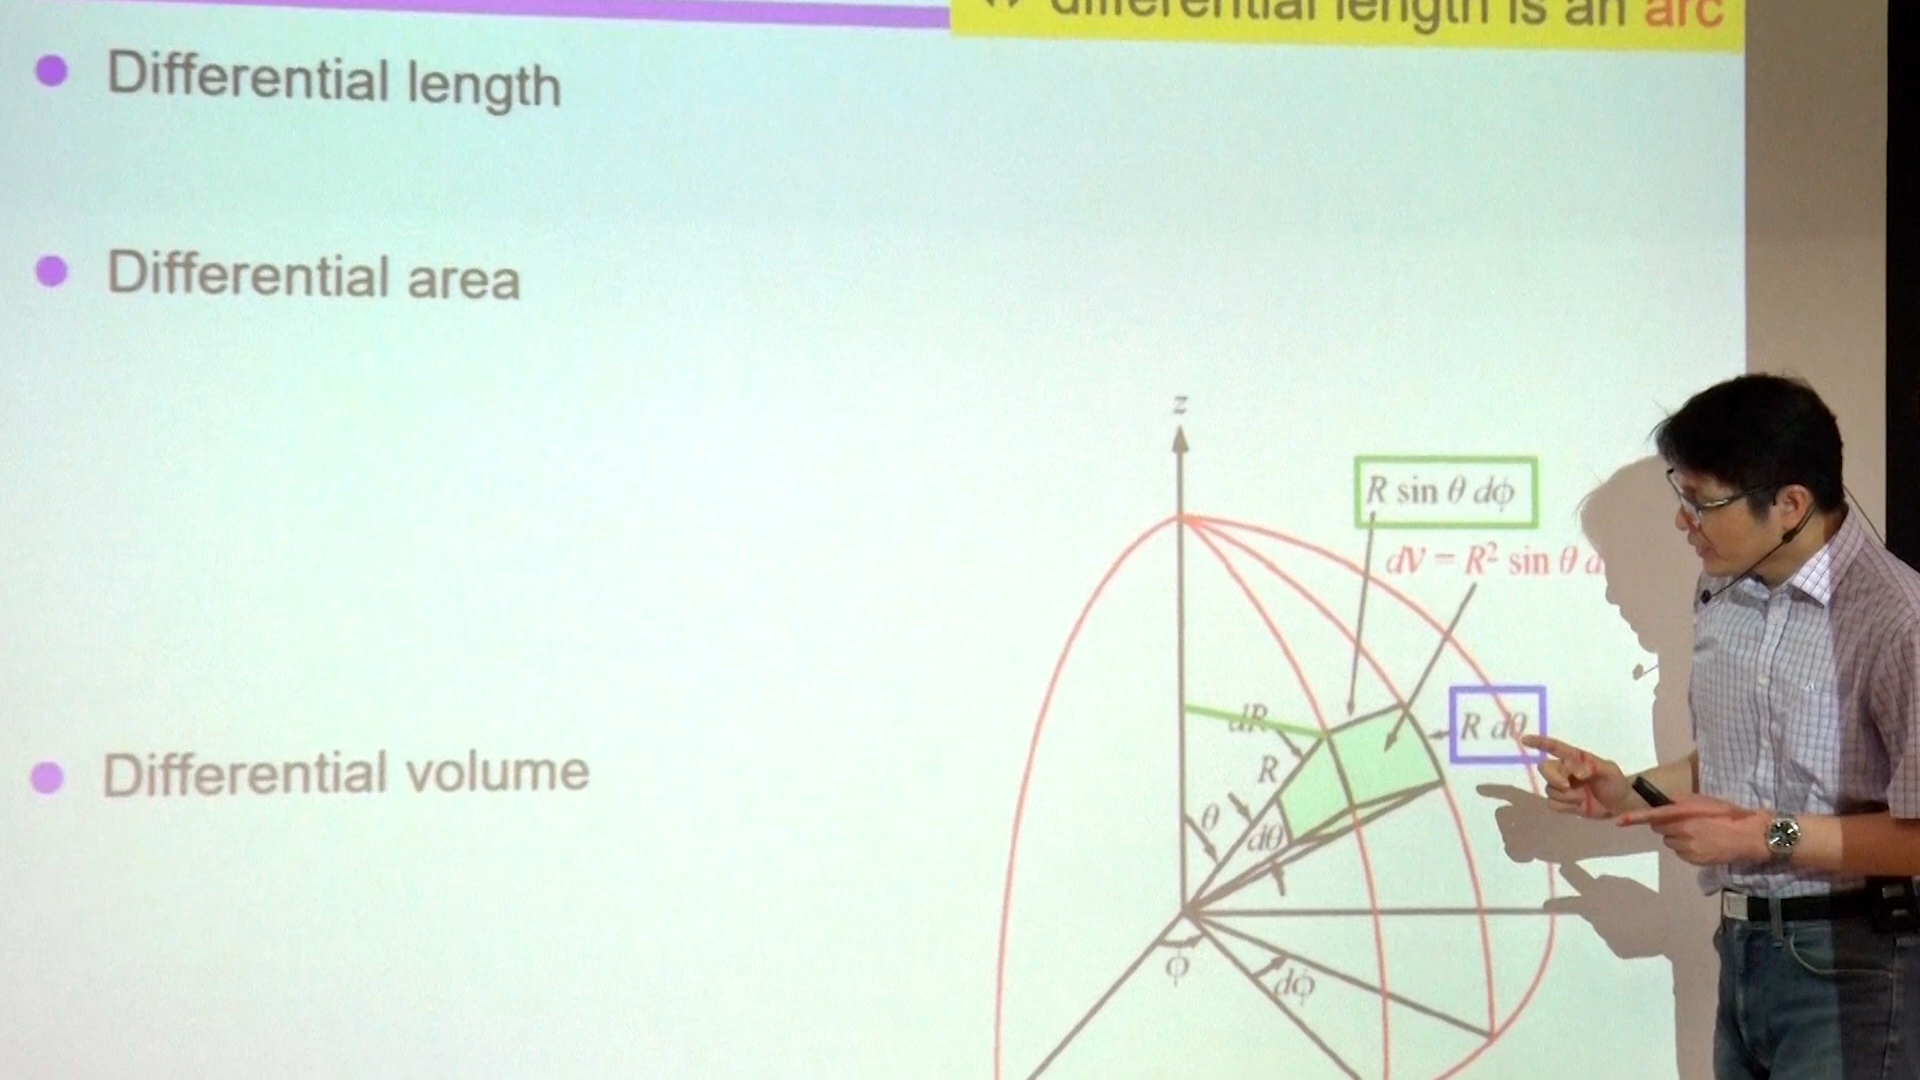 differential length is an arc
Differential length
Differential area
z
R sin θ dϕ
dV = R² sin θ d
dR
R dθ
R
θ
dθ
Differential volume
ϕ
dϕ